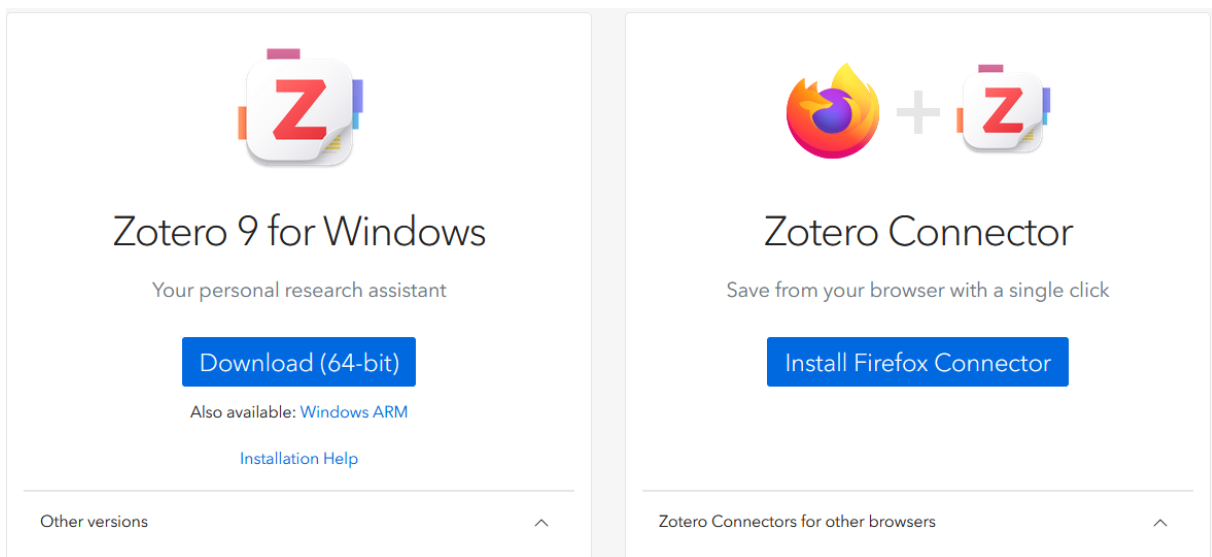 Z
Zotero 9 for Windows
Your personal research assistant
Download (64-bit)
Also available: Windows ARM
Installation Help
Other versions
Z
Zotero Connector
Save from your browser with a single click
Install Firefox Connector
Zotero Connectors for other browsers